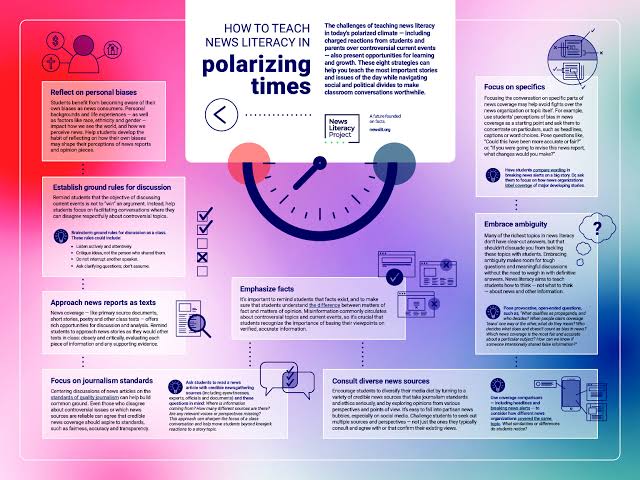 HOW TO TEACH
NEWS LITERACY IN
polarizing
times
The challenges of teaching news literacy
in today's polarized climate — including
charged reactions from students and
parents over controversial current events
— also present opportunities for learning
and growth. These eight strategies can
help you teach the most important stories
and issues of the day while navigating
social and political divides to make
classroom conversations worthwhile.
News
Literacy
Project
A future founded
on facts.
newslit.org
Reflect on personal biases
Students benefit from becoming aware of their
own biases as news consumers. Personal
backgrounds and life experiences — as well
as factors like race, ethnicity and gender —
impact how we see the world, and how we
perceive news. Help students develop the
habit of reflecting on how their own biases
may shape their perceptions of news reports
and opinion pieces.
Establish ground rules for discussion
Remind students that the objective of discussing
current events is not to "win" an argument. Instead, help
students focus on facilitating conversations where they
can disagree respectfully about controversial topics.
Brainstorm ground rules for discussion as a class.
These rules could include:
• Listen actively and attentively.
• Critique ideas, not the person who shared them.
• Do not interrupt another speaker.
• Ask clarifying questions; don't assume.
Approach news reports as texts
News coverage — like primary source documents,
short stories, poetry and other class texts — offers
rich opportunities for discussion and analysis. Remind
students to approach news stories as they would other
texts in class: closely and critically, evaluating each
piece of information and any supporting evidence.
Focus on journalism standards
Centering discussions of news articles on the
standards of quality journalism can help build
common ground. Even those who disagree
about controversial issues or which news
sources are reliable can agree that credible
news coverage should aspire to standards,
such as fairness, accuracy and transparency.
Ask students to read a news
article with credible newsgathering
sources (including eyewitnesses,
experts, officials and documents) and these
questions in mind: Where is information
coming from? How many different sources are there?
Are any relevant voices or perspectives missing?
This approach can sharpen the focus of a class
conversation and help move students beyond kneejerk
reactions to a story topic.
Emphasize facts
It's important to remind students that facts exist, and to make
sure that students understand the difference between matters of
fact and matters of opinion. Misinformation commonly circulates
about controversial topics and current events, so it's crucial that
students recognize the importance of basing their viewpoints on
verified, accurate information.
Consult diverse news sources
Encourage students to diversify their media diet by turning to a
variety of credible news sources that take journalism standards
and ethics seriously, and by exploring opinions from various
perspectives and points of view. It's easy to fall into partisan news
bubbles, especially on social media. Challenge students to seek out
multiple sources and perspectives — not just the ones they typically
consult and agree with or that confirm their existing views.
Use coverage
comparisons —
including headlines and
breaking news alerts — to
consider how different news
organizations covered the same
topic. What similarities or differences
do students notice?
Focus on specifics
Focusing the conversation on specific parts of
news coverage may help avoid fights over the
news organization or topic itself. For example,
use students' perceptions of bias in news
coverage as a starting point and ask them to
concentrate on particulars, such as headlines,
captions or word choices. Pose questions like,
"Could this have been more accurate or fair?"
or, "If you were going to revise this news report,
what changes would you make?"
Have students compare wording in
breaking news alerts on a big story. Or ask
them to focus on how news organizations
label coverage of major developing stories.
Embrace ambiguity
Many of the richest topics in news literacy
don't have clear-cut answers, but that
shouldn't dissuade you from tackling
these topics with students. Embracing
ambiguity makes room for tough
questions and meaningful discussions
without the need to weigh in with definitive
answers. News literacy aims to teach
students how to think — not what to think
— about news and other information.
Pose provocative, open-ended questions,
such as, "What qualifies as propaganda, and
who decides? When people claim coverage
'leans' one way or the other, what do they mean? Who
decides what does and doesn't count as bias in news?
Which news coverage is the most fair and accurate
about a particular subject? How can we know if
someone intentionally shared false information?"
?